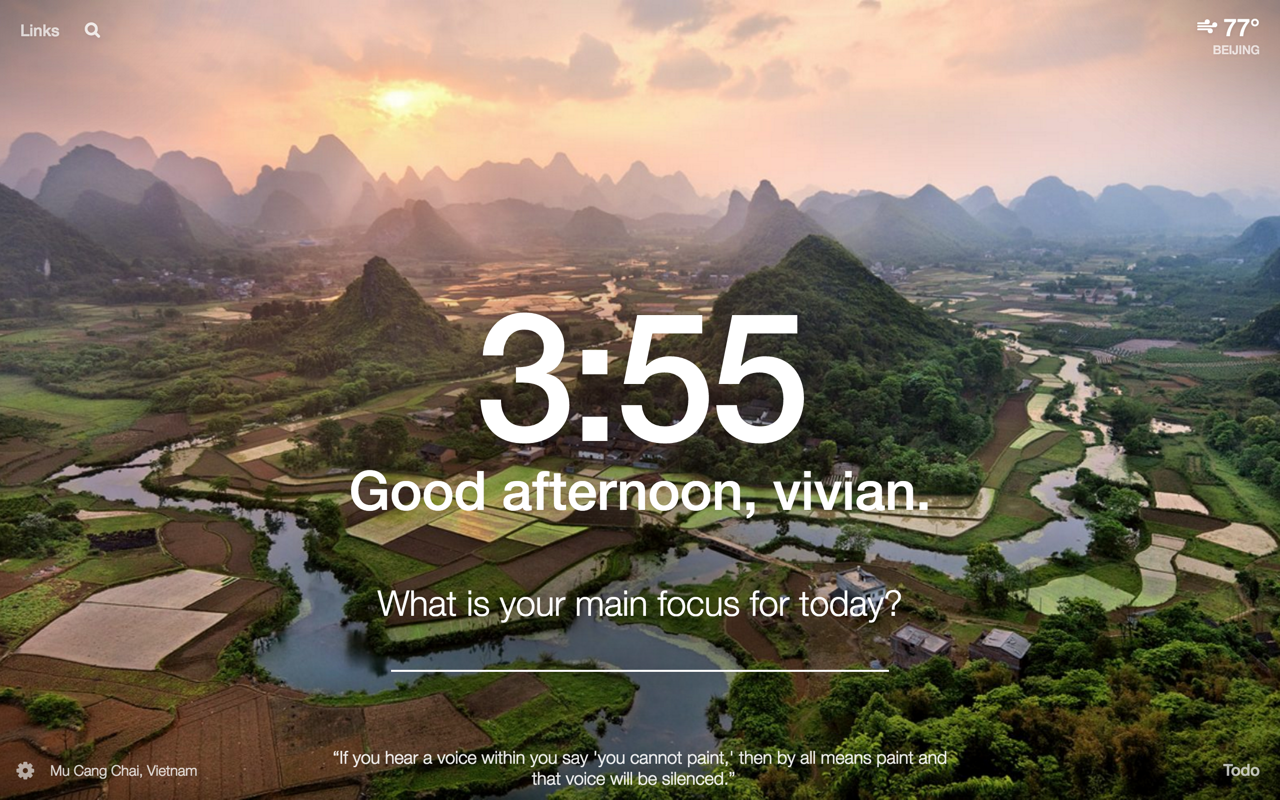 Links
77°
BEIJING
3:55
Good afternoon, vivian.
What is your main focus for today?
“If you hear a voice within you say 'you cannot paint,' then by all means paint and
that voice will be silenced.”
Mu Cang Chai, Vietnam
Todo